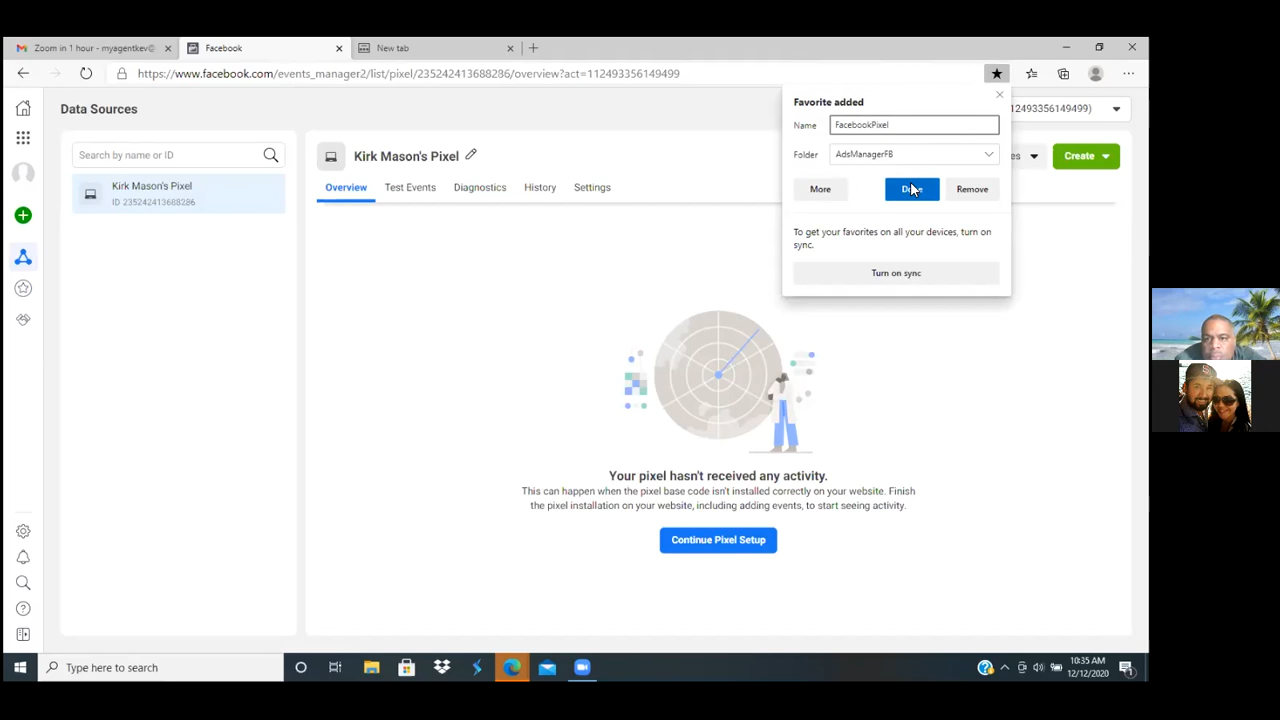 Zoom in 1 hour - myagentkev@
Facebook
New tab
https://www.facebook.com/events_manager2/list/pixel/235242413688286/overview?act=112493356149499
Data Sources
Search by name or ID
Kirk Mason's Pixel
ID 235242413688286
Kirk Mason's Pixel
Overview
Test Events
Diagnostics
History
Settings
12493356149499)
Create
Favorite added
Name
FacebookPixel
Folder
AdsManagerFB
More
Remove
To get your favorites on all your devices, turn on
sync.
Turn on sync
Your pixel hasn't received any activity.
This can happen when the pixel base code isn't installed correctly on your website. Finish
the pixel installation on your website, including adding events, to start seeing activity.
Continue Pixel Setup
Type here to search
10:35 AM
12/12/2020